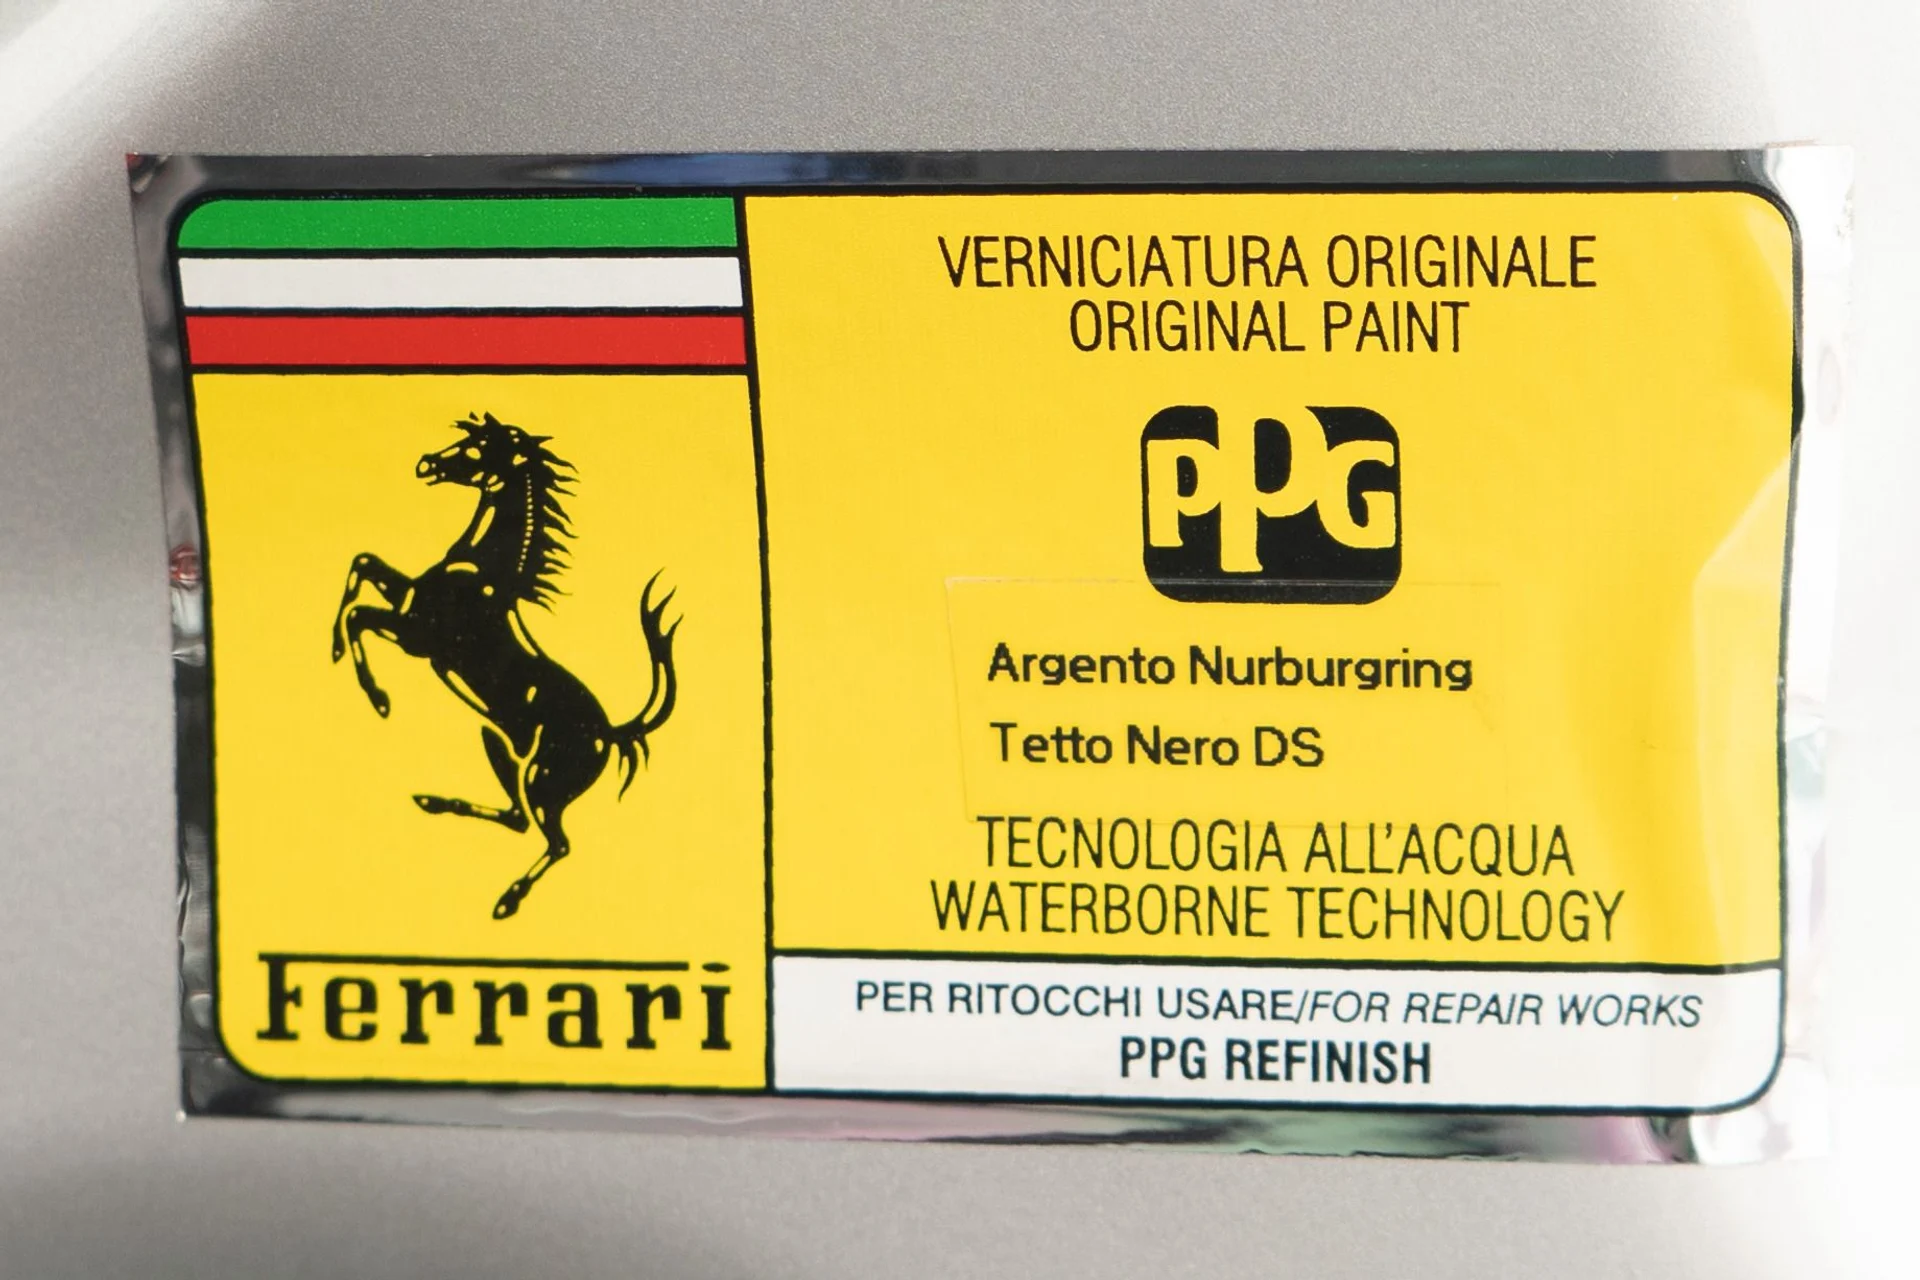 Ferrari
VERNICIATURA ORIGINALE
ORIGINAL PAINT
PPG
Argento Nurburgring
Tetto Nero DS
TECNOLOGIA ALL'ACQUA
WATERBORNE TECHNOLOGY
PER RITOCCHI USARE/FOR REPAIR WORKS
PPG REFINISH